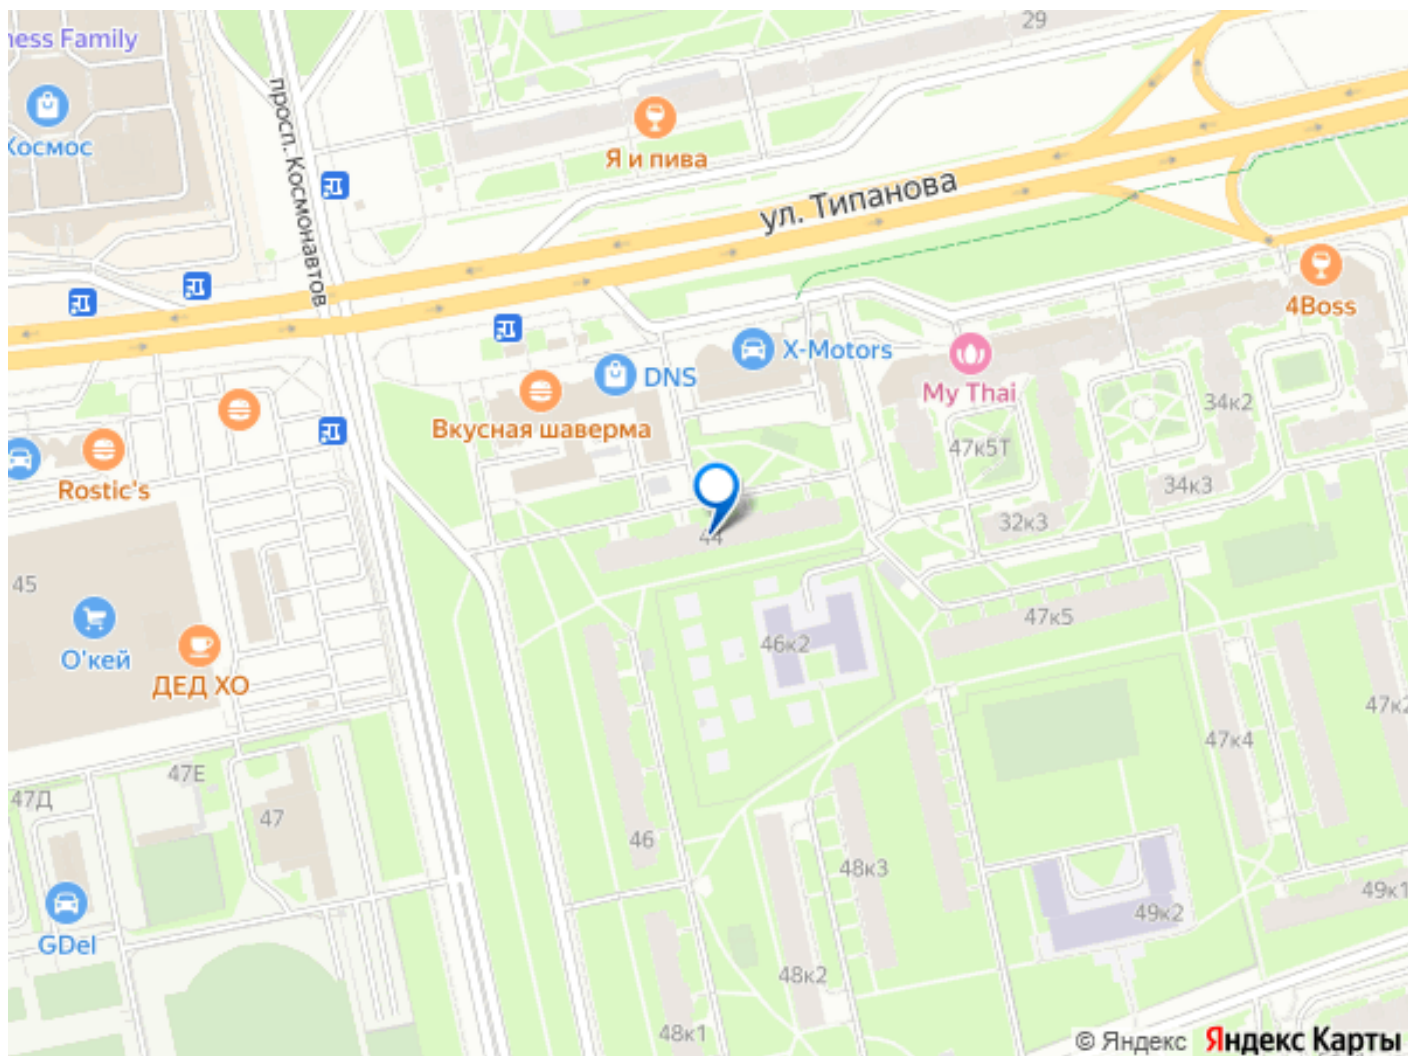 29
ness Family
Космос
просп. Космонавтов
Я и пива
ул. Типанова
4Boss
X-Motors
DNS
My Thai
Вкусная шаверма
34к2
47к5Т
34к3
32к3
Rostic's
44
45
О'кей
ДЕД ХО
46к2
47к5
47к2
47к4
47Е
47Д
47
46
48к3
49к1
49к2
GDel
48к2
48к1
© Яндекс Яндекс Карты